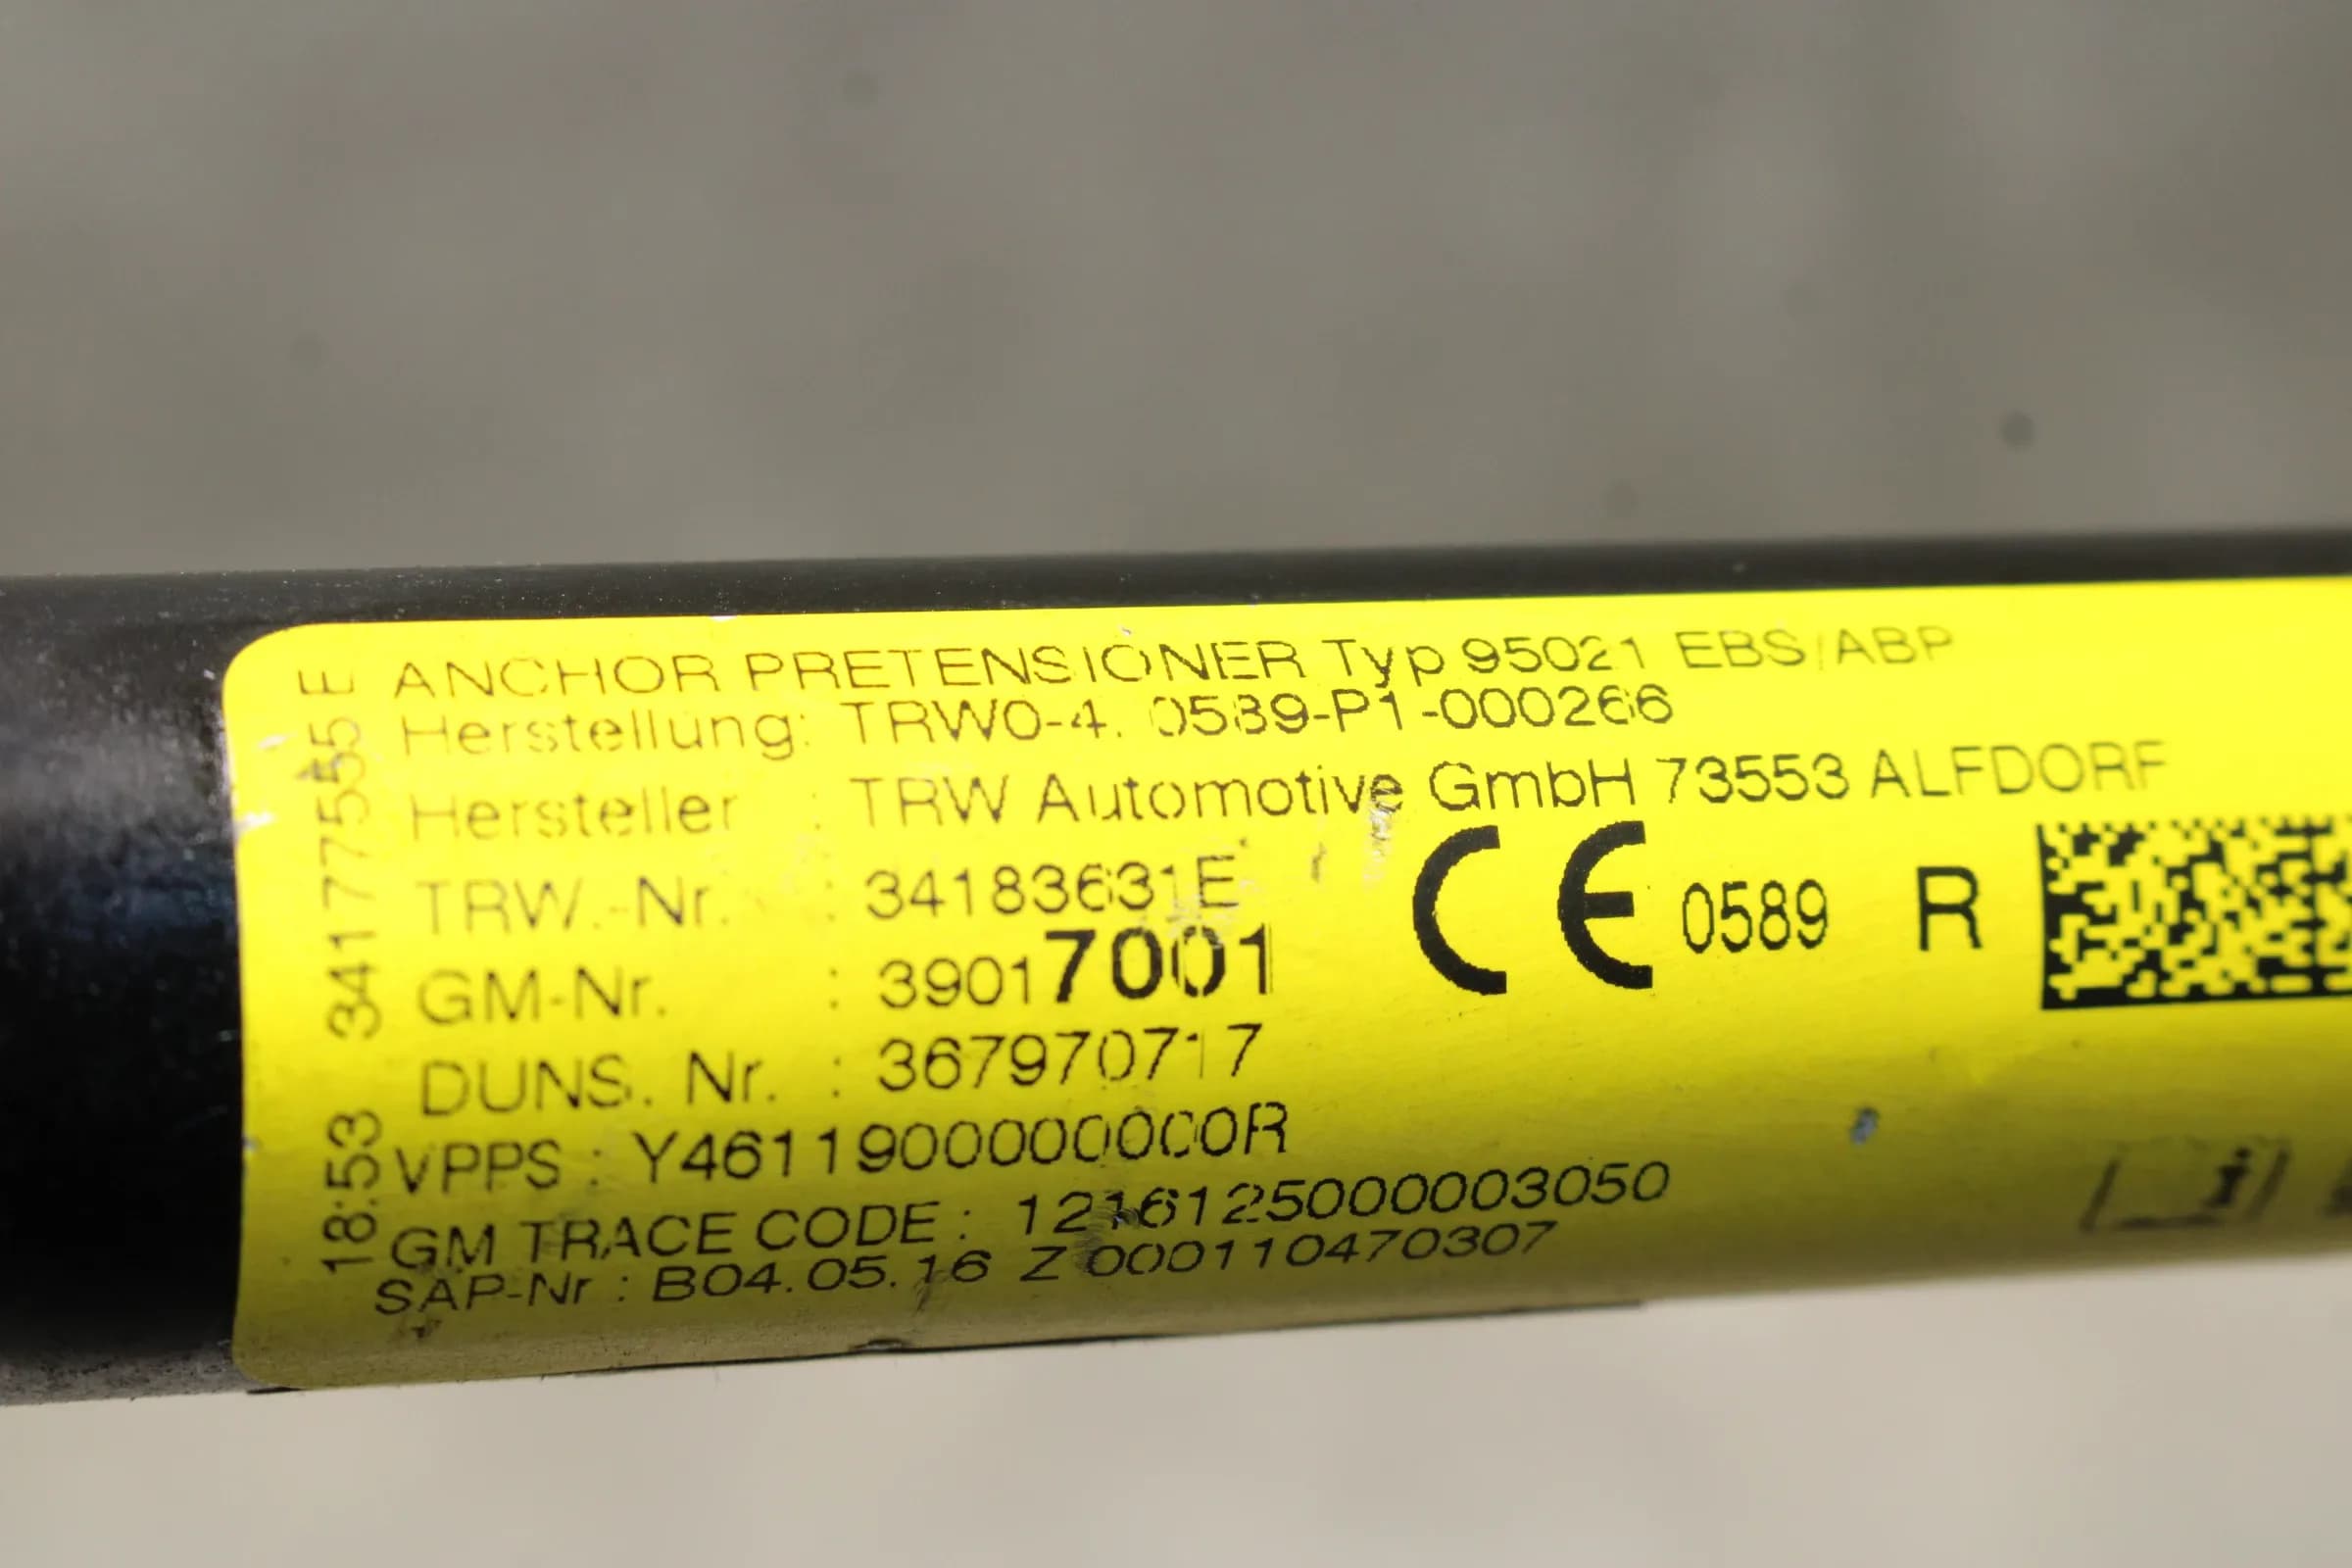 ANCHOR PRETENSIONER Typ 95021 EBS/ABP
Herstellung: TRW0-4. 0589-P1-000266
Hersteller : TRW Automotive GmbH 73553 ALFDORF
TRW.-Nr. : 34183631E
GM-Nr. : 39017001
DUNS. Nr. : 367970717
VPPS : Y4611900000000R
GM TRACE CODE : 1216125000003050
SAP-Nr : B04.05.16 Z 000110470307
CE 0589 R
18:53 34177555E
i